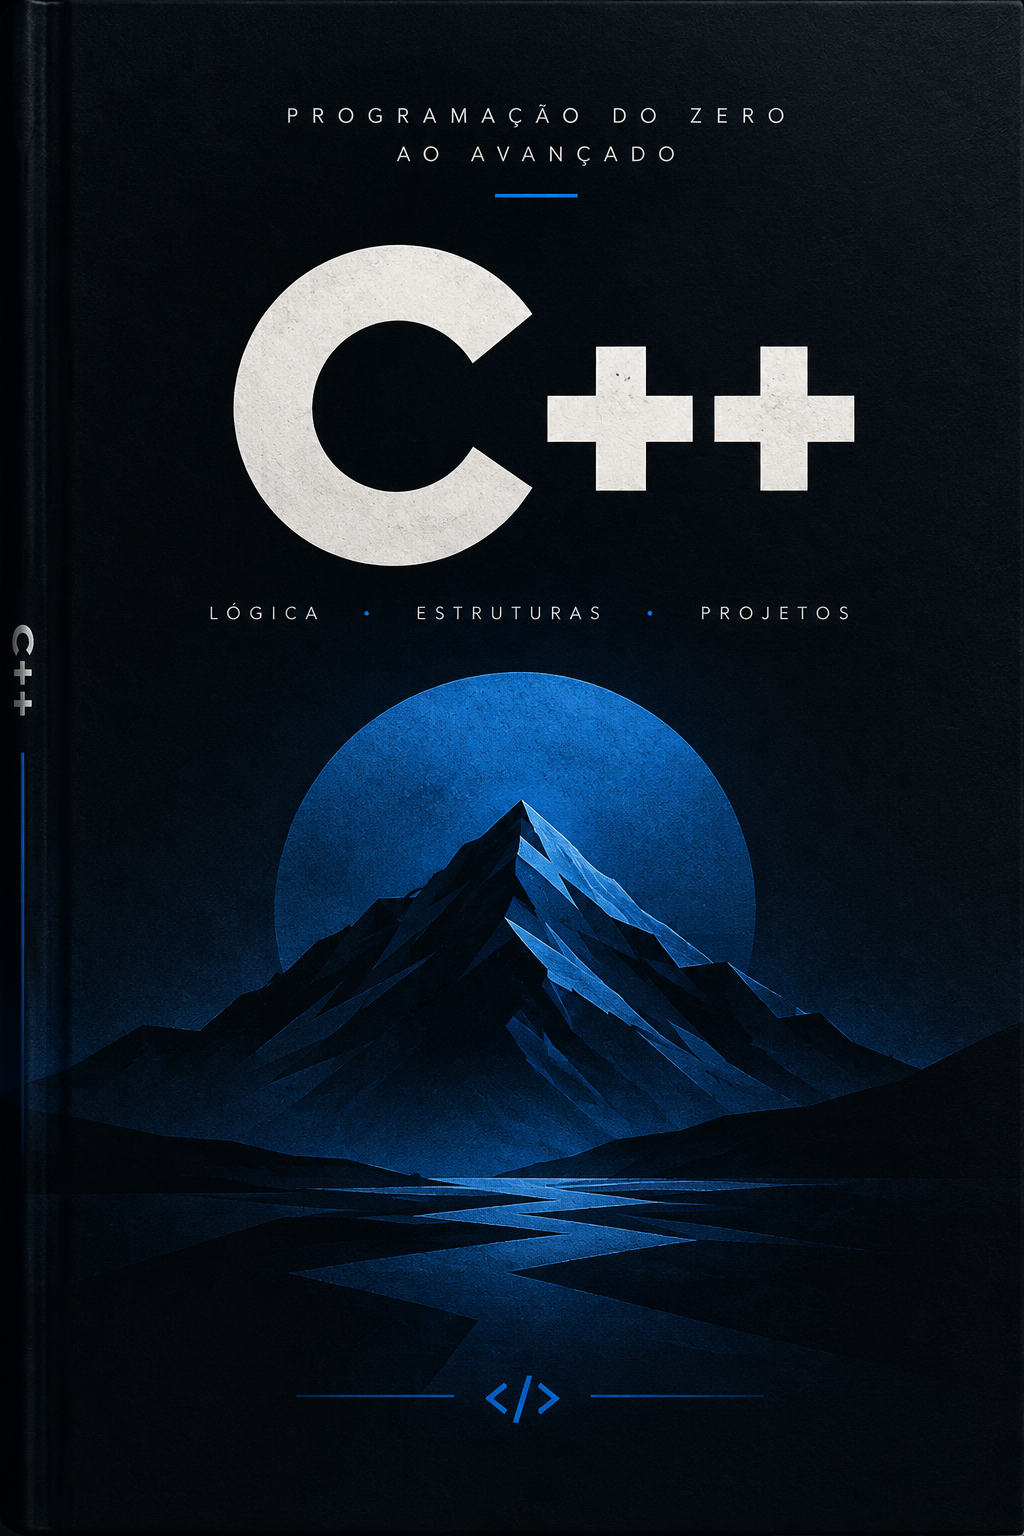 PROGRAMAÇÃO DO ZERO
AO AVANÇADO
C++
LÓGICA • ESTRUTURAS • PROJETOS
C++
</>